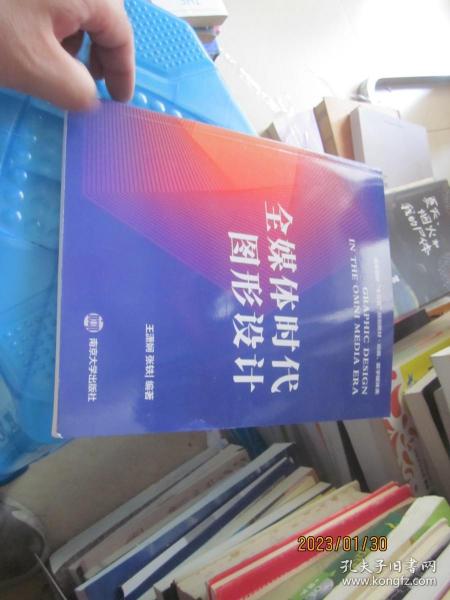 GRAPHIC DESIGN
IN THE OMNI MEDIA ERA
全媒体时代
图形设计
王潇娴 张轶 编著
南京大学出版社
2023/01/30
孔夫子旧书网
www.kongfz.com